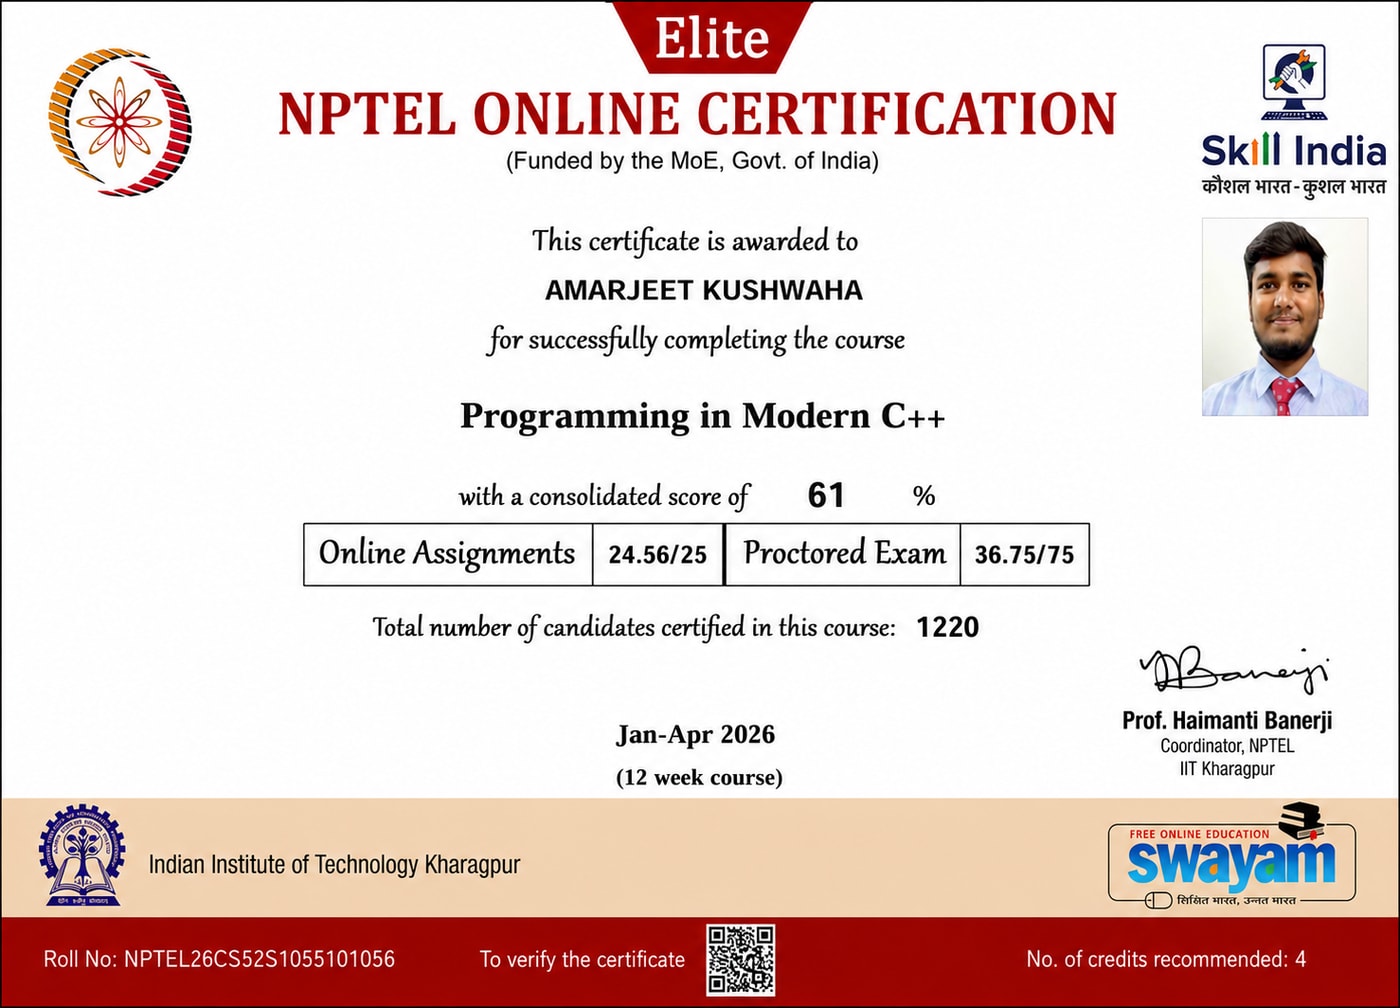 Elite
NPTEL ONLINE CERTIFICATION
(Funded by the MoE, Govt. of India)
Skill India
कौशल भारत - कुशल भारत
This certificate is awarded to
AMARJEET KUSHWAHA
for successfully completing the course
Programming in Modern C++
with a consolidated score of 61 %
Online Assignments 24.56/25 Proctored Exam 36.75/75
Total number of candidates certified in this course: 1220
Banerji
Prof. Haimanti Banerji
Coordinator, NPTEL
IIT Kharagpur
Jan-Apr 2026
(12 week course)
Indian Institute of Technology Kharagpur
FREE ONLINE EDUCATION
swayam
शिक्षित भारत, उन्नत भारत
Roll No: NPTEL26CS52S1055101056
To verify the certificate
No. of credits recommended: 4